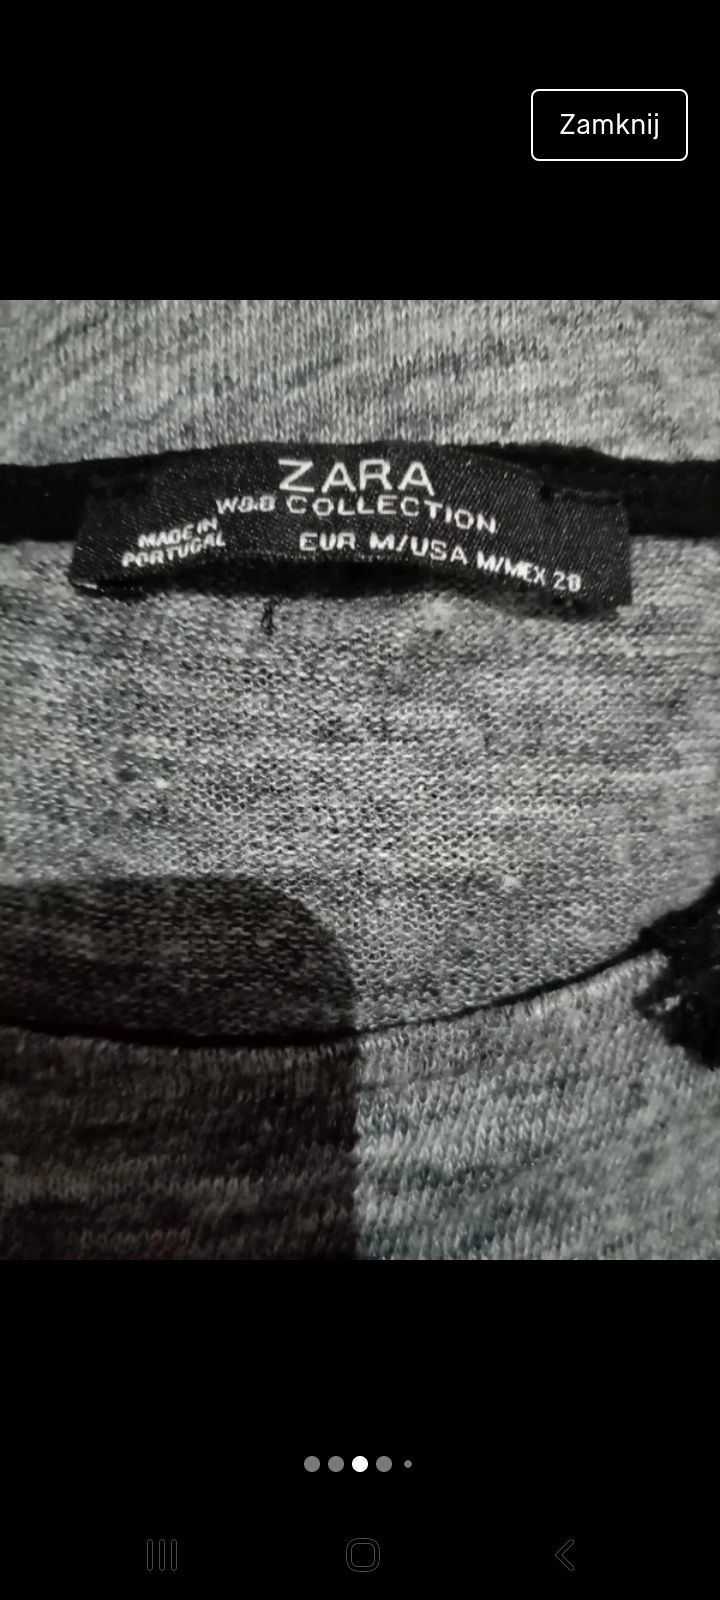 Zamknij
ZARA
W&B COLLECTION
MADE IN
PORTUGAL
EUR M/USA M/MEX 28